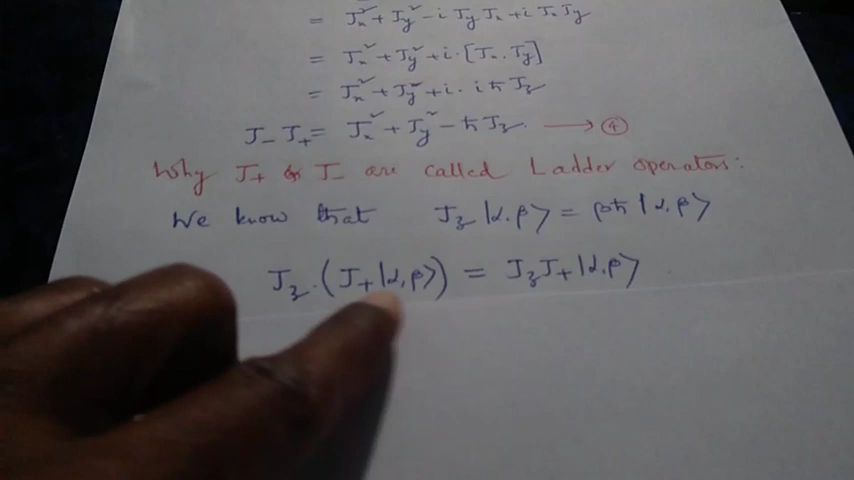 = Jx² + Jy² - i Jy Jx + i Jx Jy
= Jx² + Jy² + i · [Jx, Jy]
= Jx² + Jy² + i · iħ Jz
J₋ J₊ = Jx² + Jy² - ħ Jz. → ④
Why J₊ & J₋ are called Ladder operators:
We know that Jz |α,β⟩ = βħ |α,β⟩
Jz · (J₊ |α,β⟩) = Jz J₊ |α,β⟩